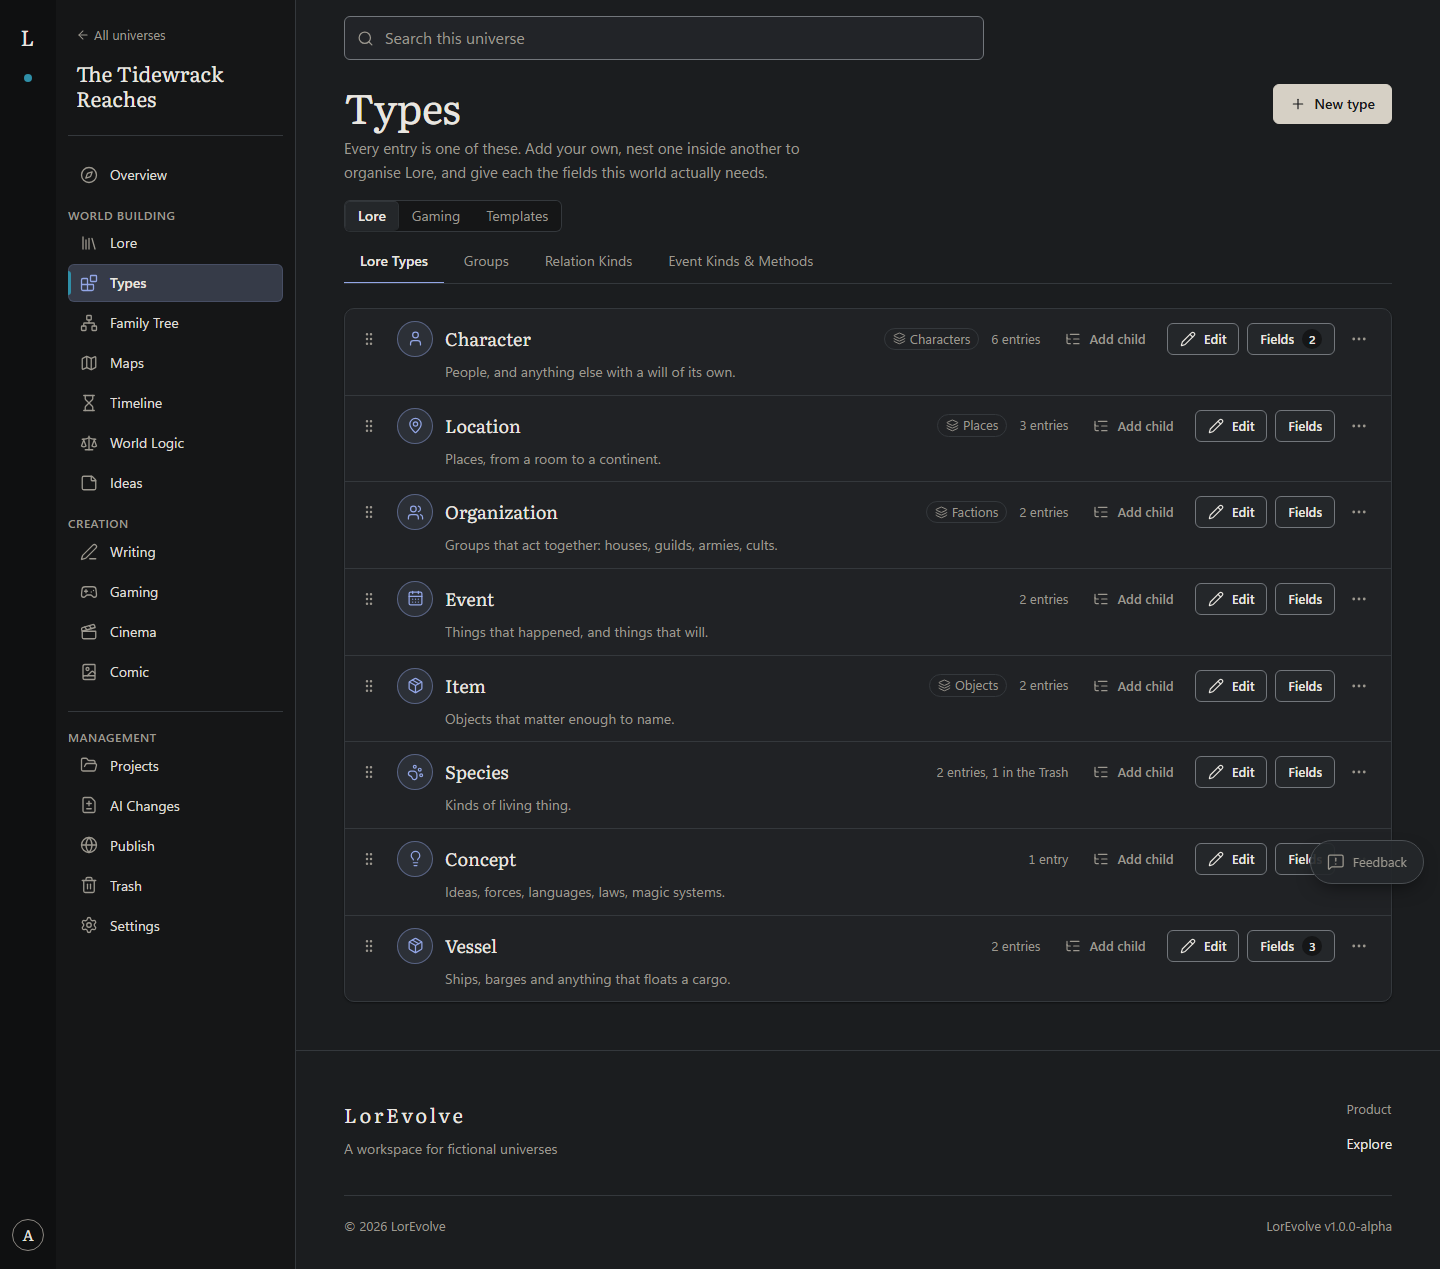 L
All universes
The Tidewrack
Reaches
Overview
WORLD BUILDING
Lore
Types
Family Tree
Maps
Timeline
World Logic
Ideas
CREATION
Writing
Gaming
Cinema
Comic
MANAGEMENT
Projects
AI Changes
Publish
Trash
Settings
A
Search this universe
Types
New type
Every entry is one of these. Add your own, nest one inside another to
organise Lore, and give each the fields this world actually needs.
Lore Gaming Templates
Lore Types Groups Relation Kinds Event Kinds & Methods
Character Characters 6 entries Add child Edit Fields 2
People, and anything else with a will of its own.
Location Places 3 entries Add child Edit Fields
Places, from a room to a continent.
Organization Factions 2 entries Add child Edit Fields
Groups that act together: houses, guilds, armies, cults.
Event 2 entries Add child Edit Fields
Things that happened, and things that will.
Item Objects 2 entries Add child Edit Fields
Objects that matter enough to name.
Species 2 entries, 1 in the Trash Add child Edit Fields
Kinds of living thing.
Concept 1 entry Add child Edit Fields
Feedback
Ideas, forces, languages, laws, magic systems.
Vessel 2 entries Add child Edit Fields 3
Ships, barges and anything that floats a cargo.
LorEvolve
A workspace for fictional universes
Product
Explore
© 2026 LorEvolve
LorEvolve v1.0.0-alpha